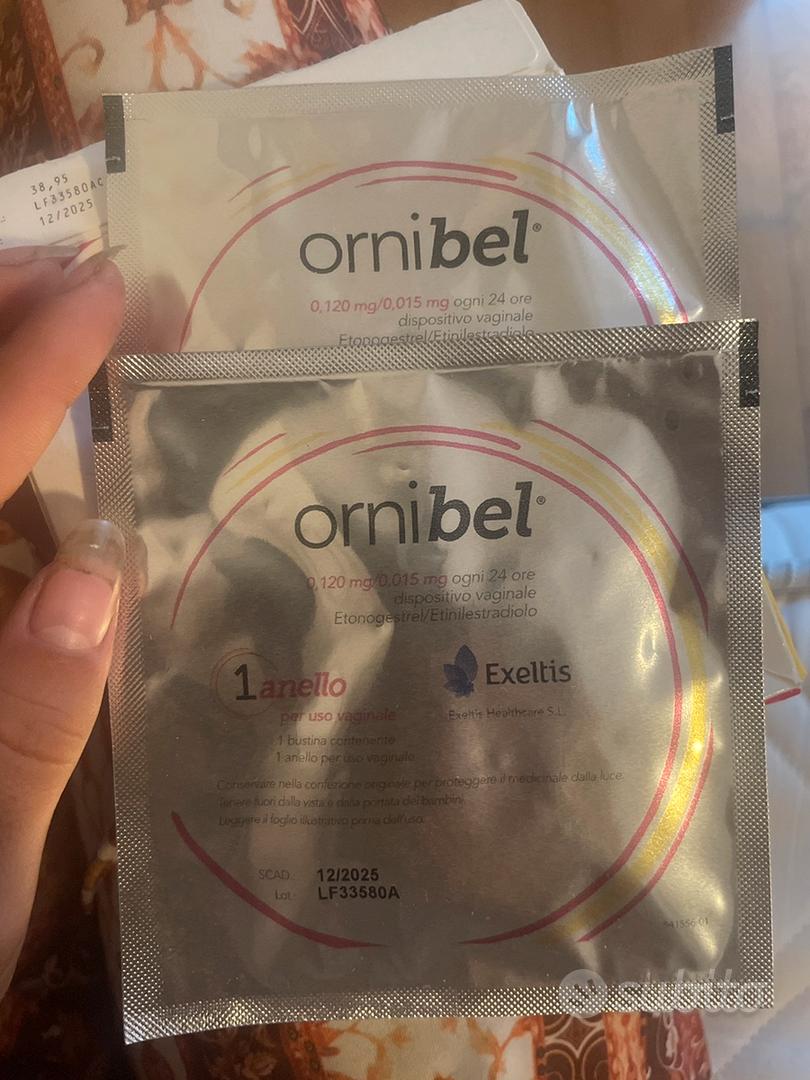 38,95
LF33580AC
12/2025
ornibel®
0,120 mg/0,015 mg ogni 24 ore
dispositivo vaginale
Etonogestrel/Etinilestradiolo
ornibel®
0,120 mg/0,015 mg ogni 24 ore
dispositivo vaginale
Etonogestrel/Etinilestradiolo
1 anello
per uso vaginale
Exeltis
Exeltis Healthcare S.L.
1 bustina contenente
1 anello per uso vaginale
Conservare nella confezione originale per proteggere il medicinale dalla luce.
Tenere fuori dalla vista e dalla portata dei bambini.
Leggere il foglio illustrativo prima dell'uso.
SCAD. 12/2025
Lot. LF33580A
541556 01
subito